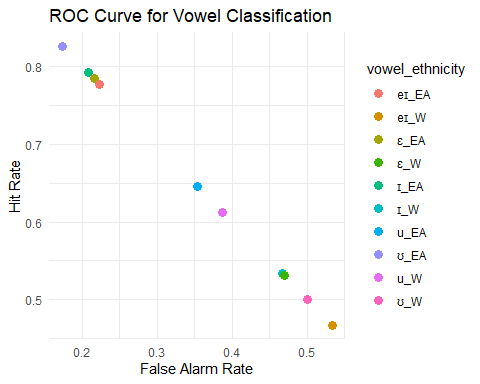 ROC Curve for Vowel Classification
Hit Rate
0.8
0.7
0.6
0.5
0.2 0.3 0.4 0.5
False Alarm Rate
vowel_ethnicity
eɪ_EA
eɪ_W
ɛ_EA
ɛ_W
ɪ_EA
ɪ_W
u_EA
ʊ_EA
u_W
ʊ_W